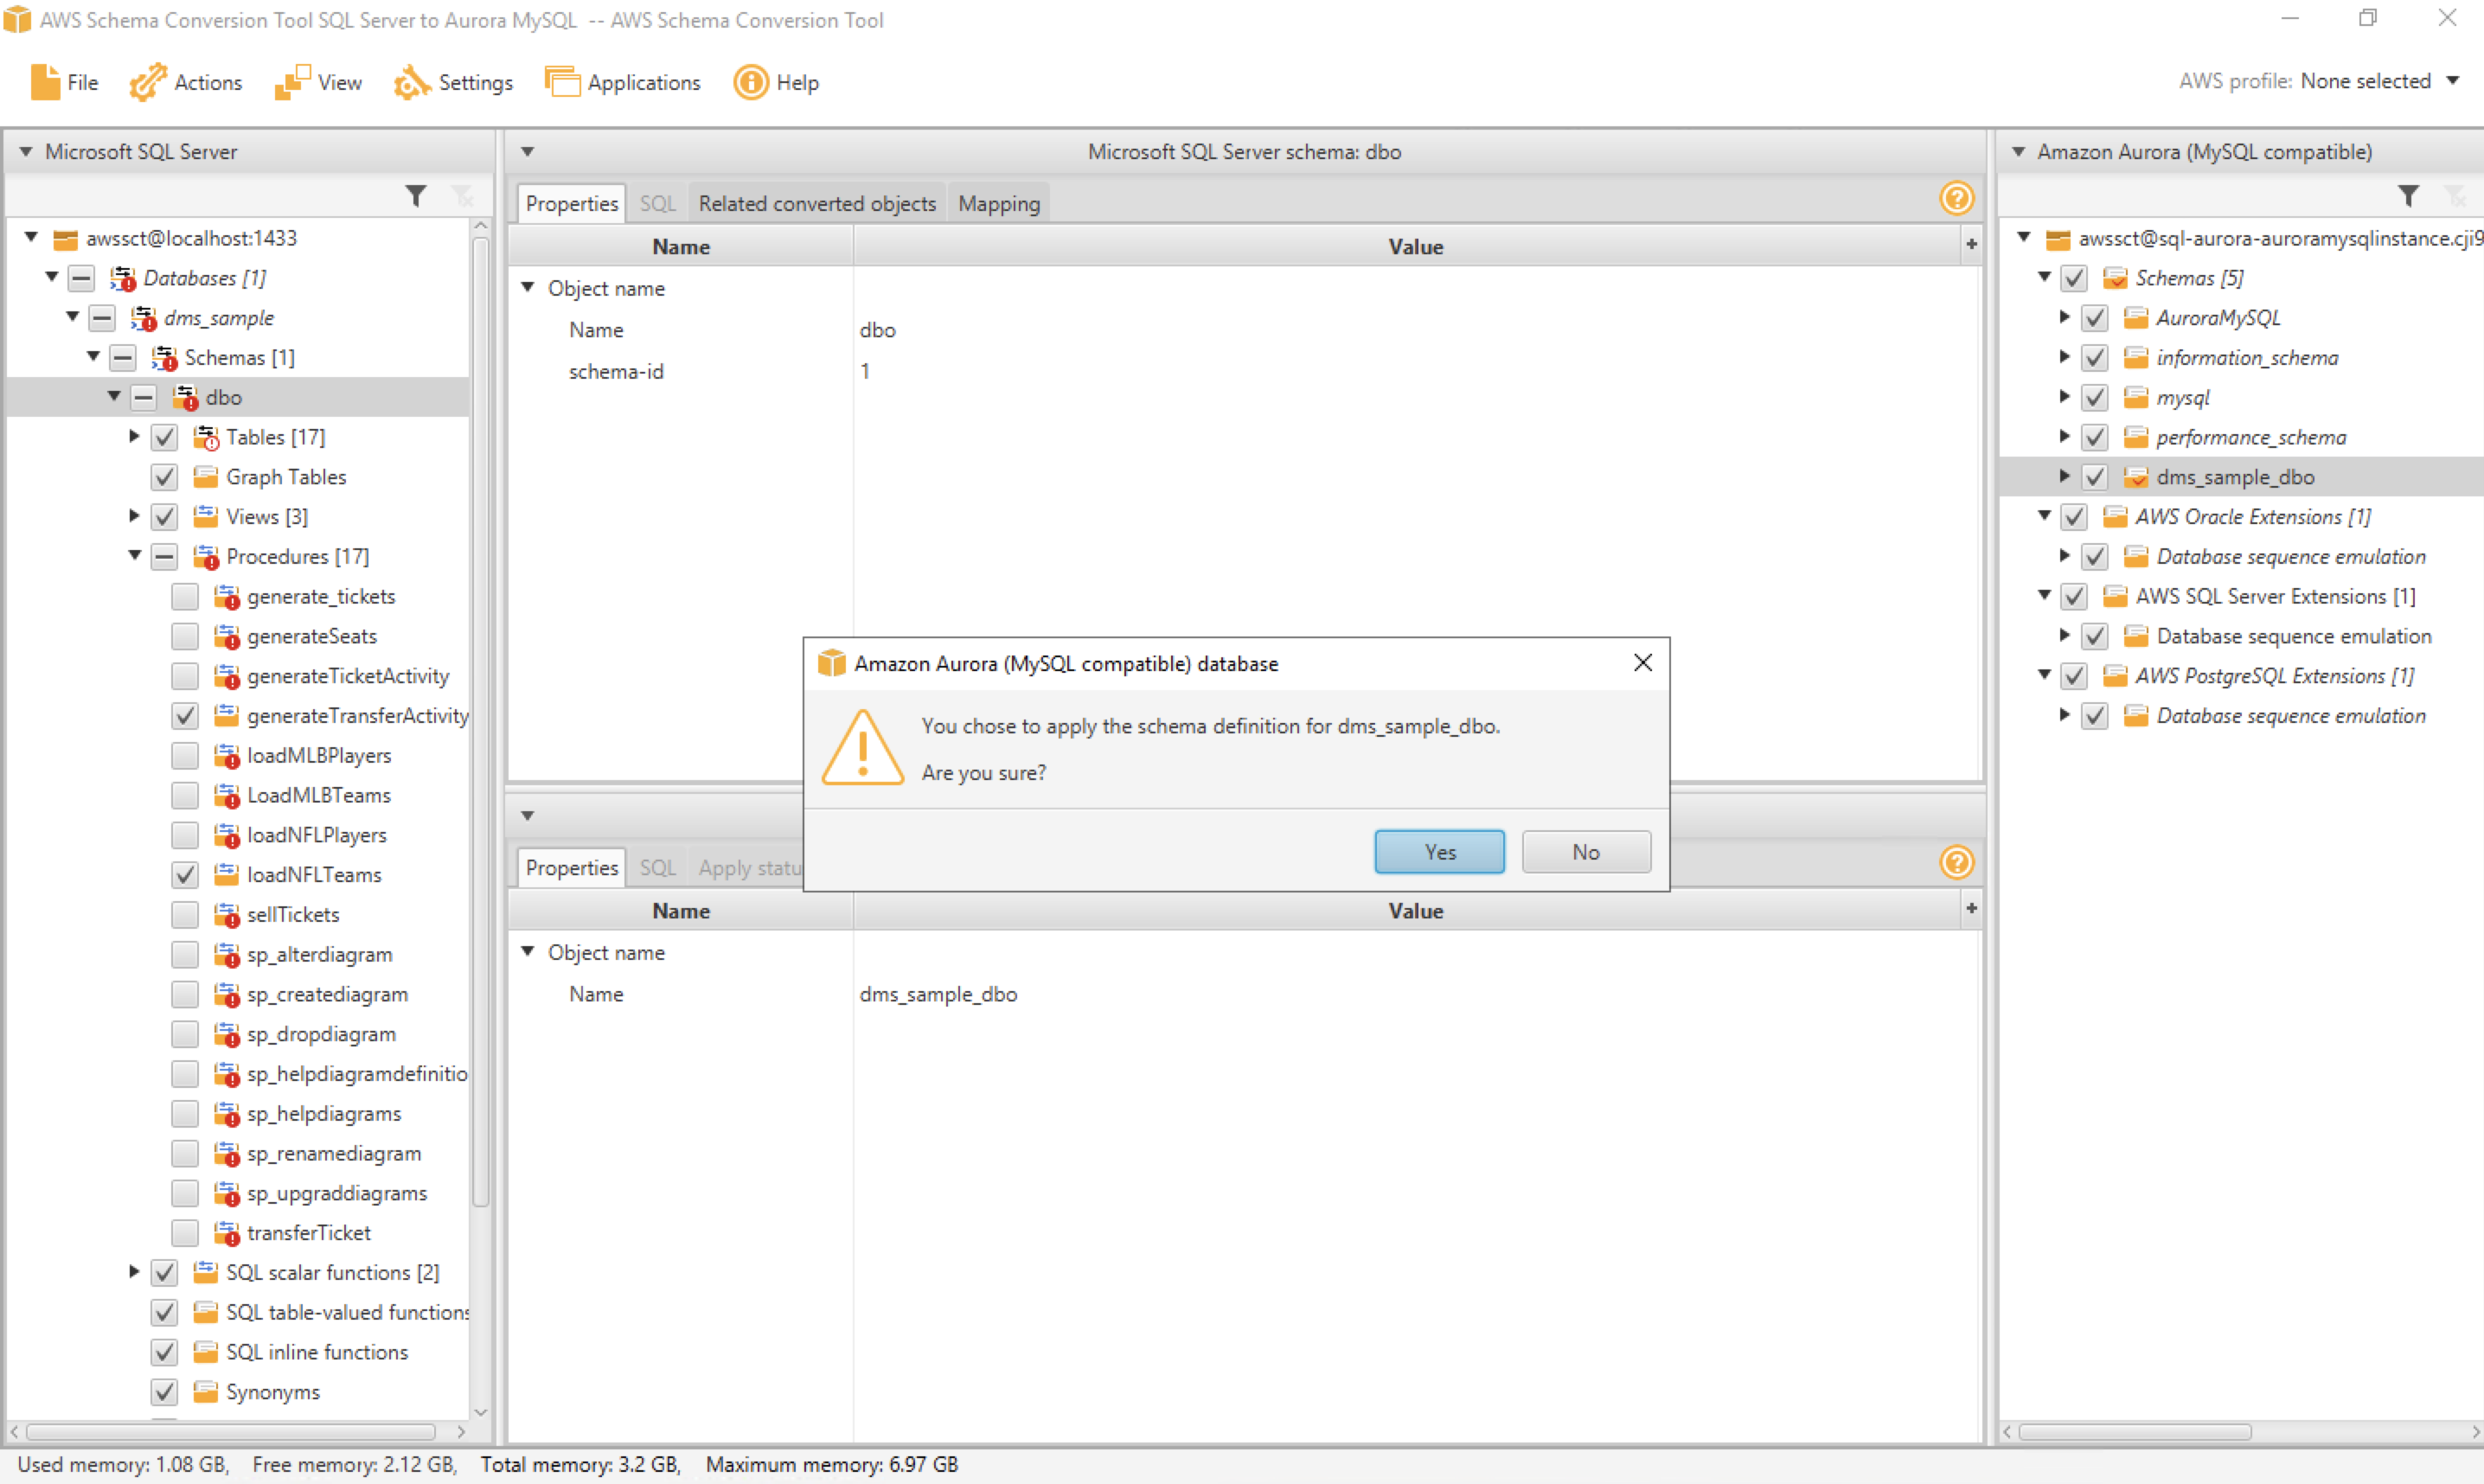 AWS Schema Conversion Tool SQL Server to Aurora MySQL -- AWS Schema Conversion Tool
File Actions View Settings Applications Help
AWS profile: None selected
Microsoft SQL Server
awssct@localhost:1433
Databases [1]
dms_sample
Schemas [1]
dbo
Tables [17]
Graph Tables
Views [3]
Procedures [17]
generate_tickets
generateSeats
generateTicketActivity
generateTransferActivity
loadMLBPlayers
LoadMLBTeams
loadNFLPlayers
loadNFLTeams
sellTickets
sp_alterdiagram
sp_creatediagram
sp_dropdiagram
sp_helpdiagramdefinitio
sp_helpdiagrams
sp_renamediagram
sp_upgraddiagrams
transferTicket
SQL scalar functions [2]
SQL table-valued functions
SQL inline functions
Synonyms
Microsoft SQL Server schema: dbo
Properties SQL Related converted objects Mapping
Name Value
Object name
Name dbo
schema-id 1
Amazon Aurora (MySQL compatible) database
You chose to apply the schema definition for dms_sample_dbo.
Are you sure?
Yes No
Properties SQL Apply statu
Name Value
Object name
Name dms_sample_dbo
Amazon Aurora (MySQL compatible)
awssct@sql-aurora-auroramysqlinstance.cji9
Schemas [5]
AuroraMySQL
information_schema
mysql
performance_schema
dms_sample_dbo
AWS Oracle Extensions [1]
Database sequence emulation
AWS SQL Server Extensions [1]
Database sequence emulation
AWS PostgreSQL Extensions [1]
Database sequence emulation
Used memory: 1.08 GB, Free memory: 2.12 GB, Total memory: 3.2 GB, Maximum memory: 6.97 GB